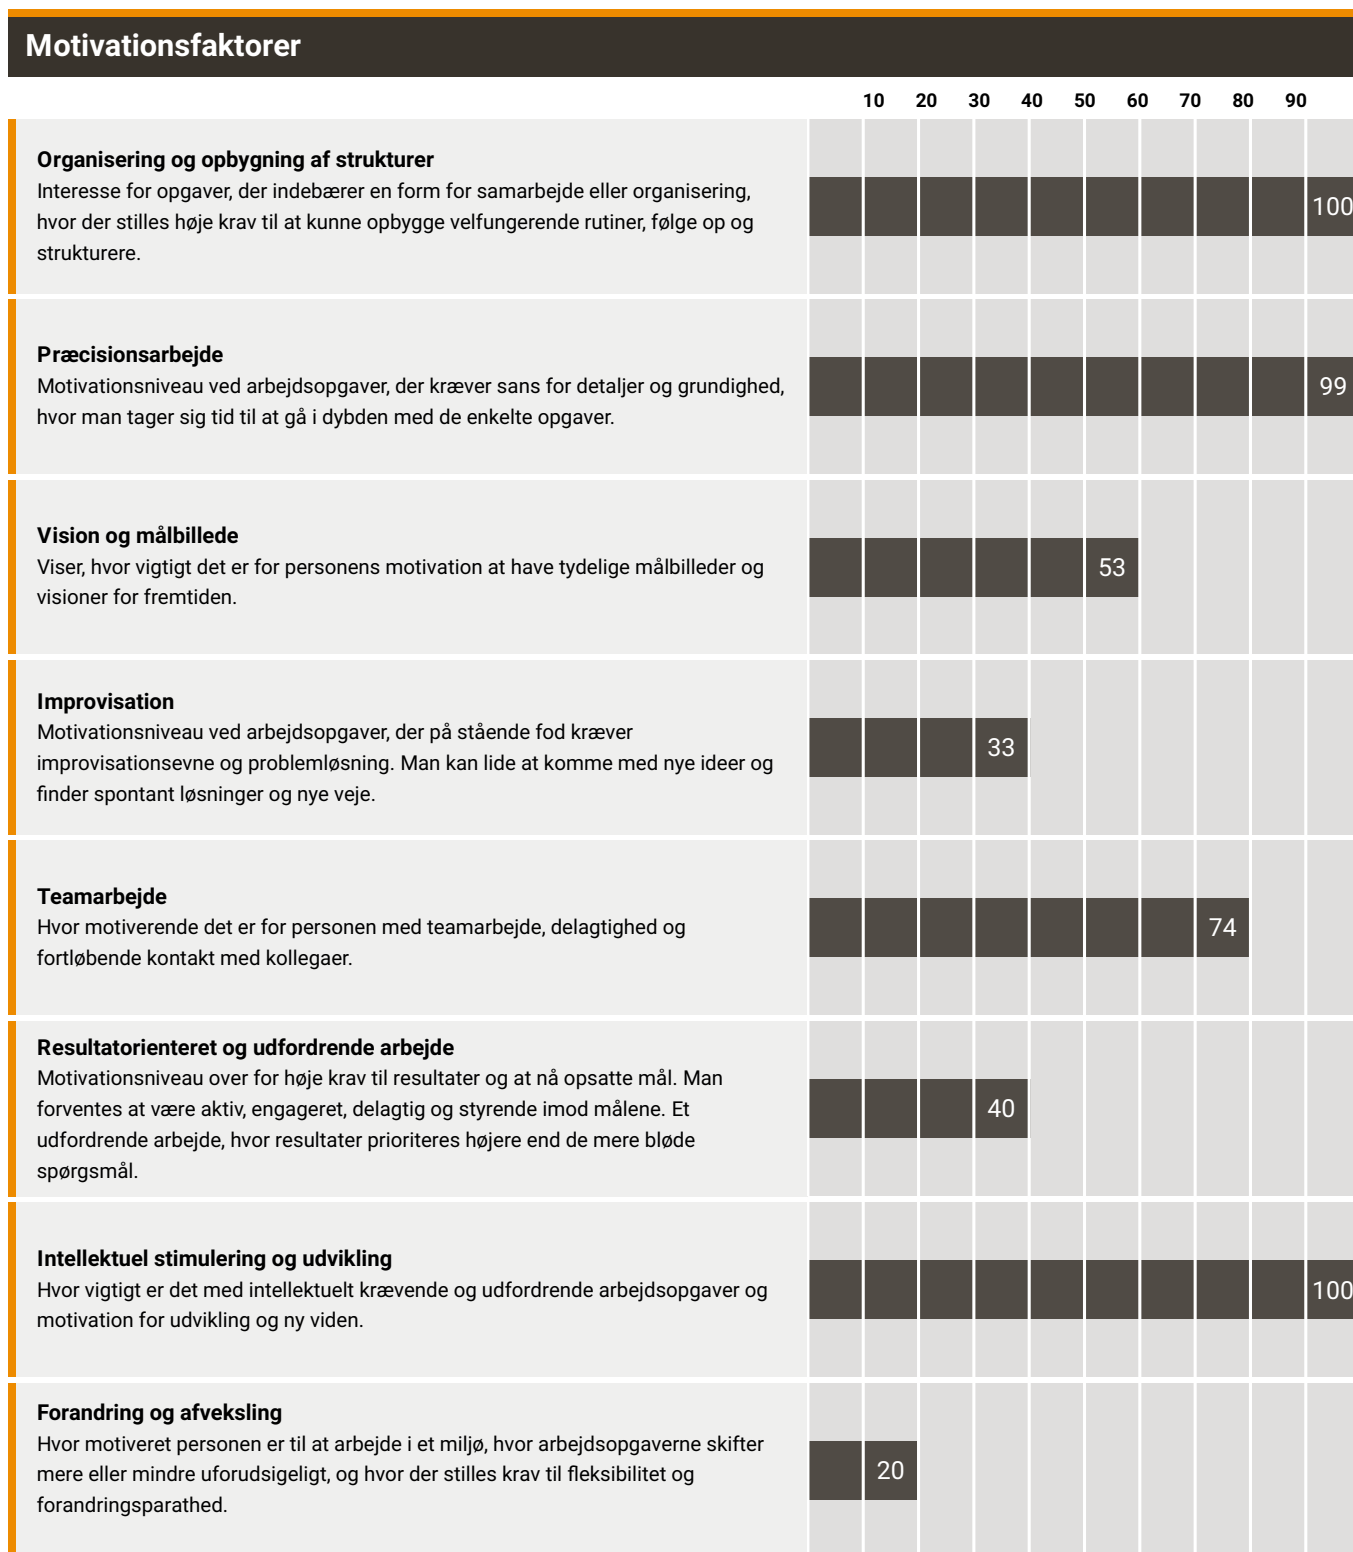 Motivationsfaktorer
10 20 30 40 50 60 70 80 90
Organisering og opbygning af strukturer
Interesse for opgaver, der indebærer en form for samarbejde eller organisering,
hvor der stilles høje krav til at kunne opbygge velfungerende rutiner, følge op og
strukturere.
100
Præcisionsarbejde
Motivationsniveau ved arbejdsopgaver, der kræver sans for detaljer og grundighed,
hvor man tager sig tid til at gå i dybden med de enkelte opgaver.
99
Vision og målbillede
Viser, hvor vigtigt det er for personens motivation at have tydelige målbilleder og
visioner for fremtiden.
53
Improvisation
Motivationsniveau ved arbejdsopgaver, der på stående fod kræver
improvisationsevne og problemløsning. Man kan lide at komme med nye ideer og
finder spontant løsninger og nye veje.
33
Teamarbejde
Hvor motiverende det er for personen med teamarbejde, delagtighed og
fortløbende kontakt med kollegaer.
74
Resultatorienteret og udfordrende arbejde
Motivationsniveau over for høje krav til resultater og at nå opsatte mål. Man
forventes at være aktiv, engageret, delagtig og styrende imod målene. Et
udfordrende arbejde, hvor resultater prioriteres højere end de mere bløde
spørgsmål.
40
Intellektuel stimulering og udvikling
Hvor vigtigt er det med intellektuelt krævende og udfordrende arbejdsopgaver og
motivation for udvikling og ny viden.
100
Forandring og afveksling
Hvor motiveret personen er til at arbejde i et miljø, hvor arbejdsopgaverne skifter
mere eller mindre uforudsigeligt, og hvor der stilles krav til fleksibilitet og
forandringsparathed.
20